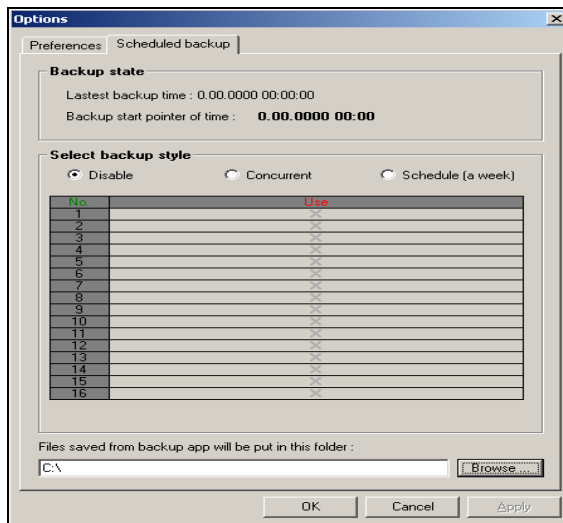 Options
Preferences Scheduled backup
Backup state
Lastest backup time : 0.00.0000 00:00:00
Backup start pointer of time : 0.00.0000 00:00
Select backup style
Disable Concurrent Schedule (a week)
No. Use
1
2
3
4
5
6
7
8
9
10
11
12
13
14
15
16
Files saved from backup app will be put in this folder :
C:\ Browse ...
OK Cancel Apply